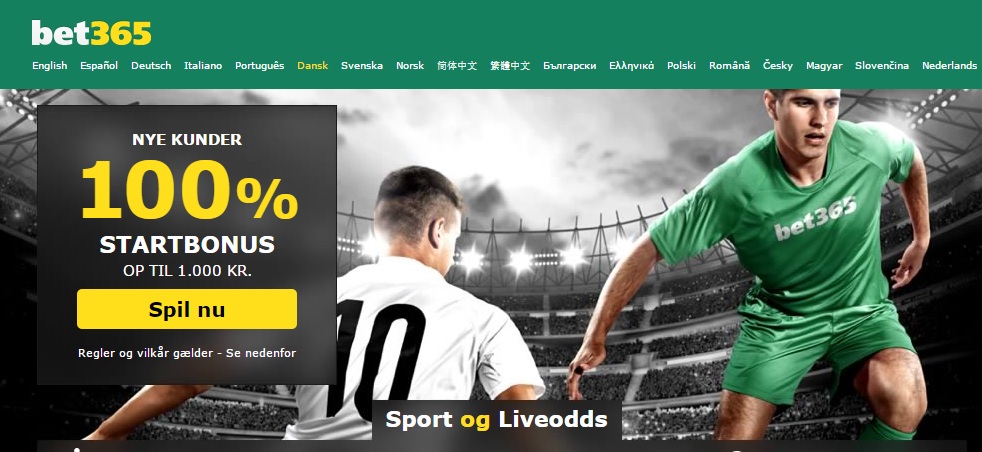 bet365
English Español Deutsch Italiano Português Dansk Svenska Norsk 简体中文 繁體中文 Български Ελληνικά Polski Română Česky Magyar Slovenčina Nederlands
NYE KUNDER
100%
STARTBONUS
OP TIL 1.000 KR.
Spil nu
Regler og vilkår gælder - Se nedenfor
bet365
10
Sport og Liveodds